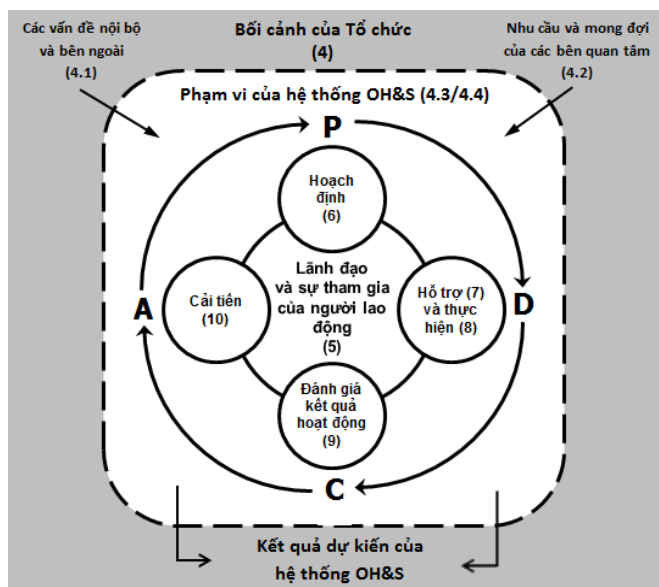 Các vấn đề nội bộ
và bên ngoài
(4.1)
Bối cảnh của Tổ chức
(4)
Nhu cầu và mong đợi
của các bên quan tâm
(4.2)
Phạm vi của hệ thống OH&S (4.3/4.4)
P
Hoạch
định
(6)
Lãnh đạo
và sự tham gia
của người lao
động
(5)
A
Cải tiến
(10)
Hỗ trợ (7)
và thực
hiện (8)
D
Đánh giá
kết quả
hoạt động
(9)
C
Kết quả dự kiến của
hệ thống OH&S